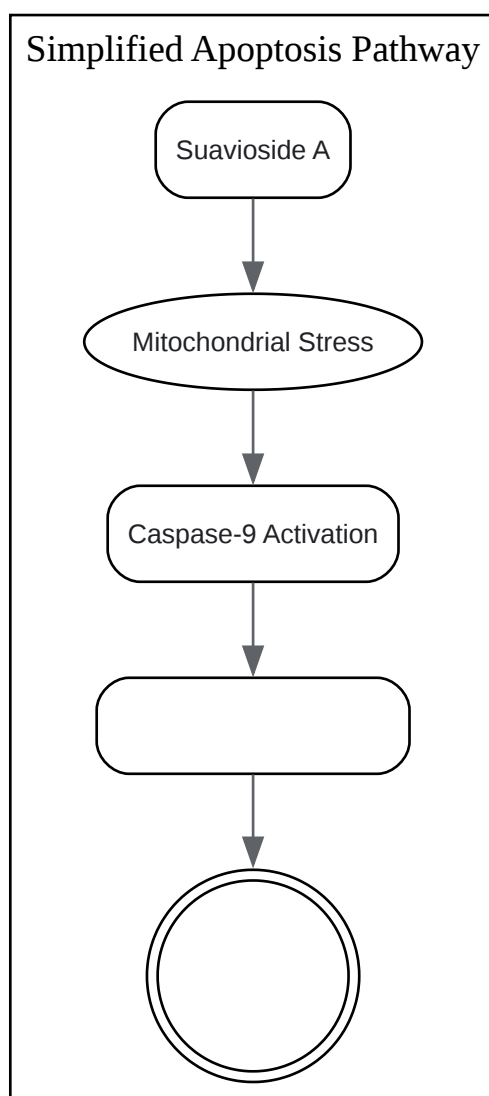 Simplified Apoptosis Pathway
Suavioside A
Mitochondrial Stress
Caspase-9 Activation